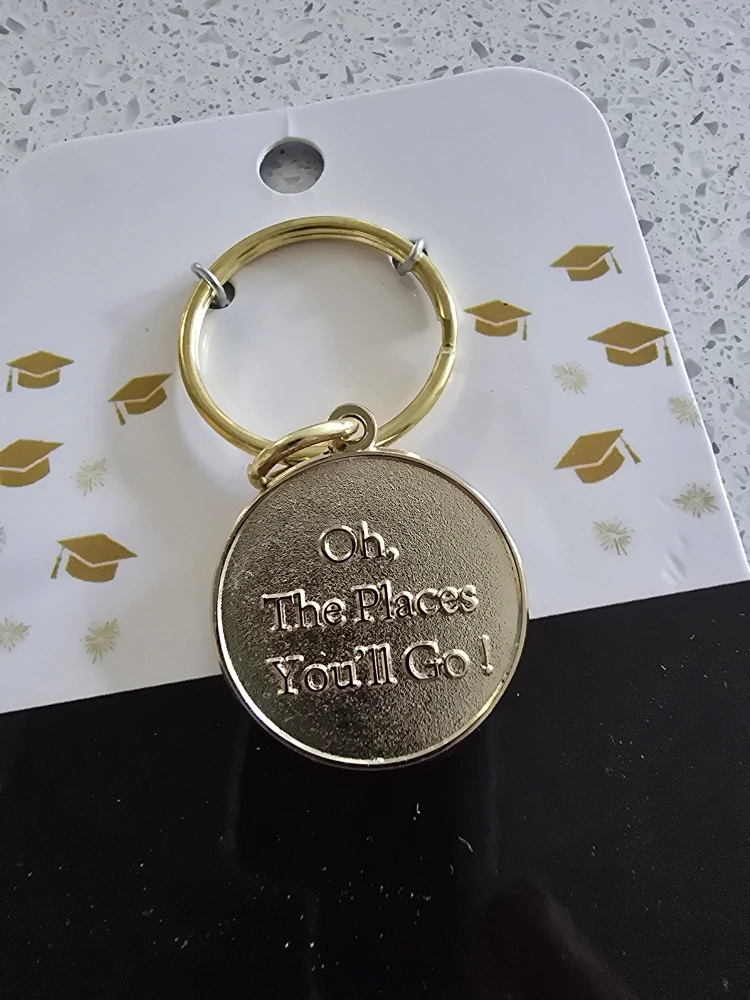 Oh,
The Places
You'll Go !